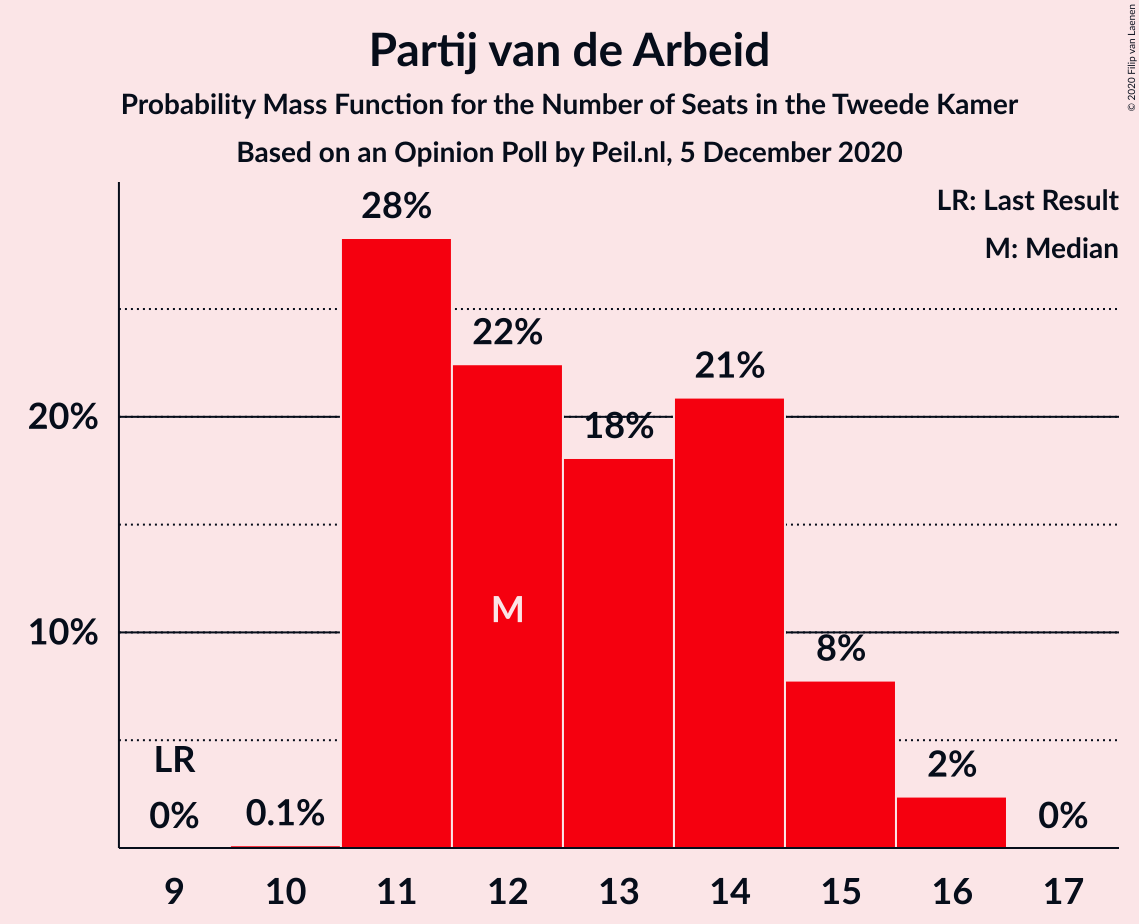 Partij van de Arbeid
Probability Mass Function for the Number of Seats in the Tweede Kamer
Based on an Opinion Poll by Peil.nl, 5 December 2020
© 2020 Filip van Laenen
LR: Last Result
M: Median
28%
22%
21%
20%
18%
M
10%
8%
LR
2%
0%
0.1%
0%
9 10 11 12 13 14 15 16 17